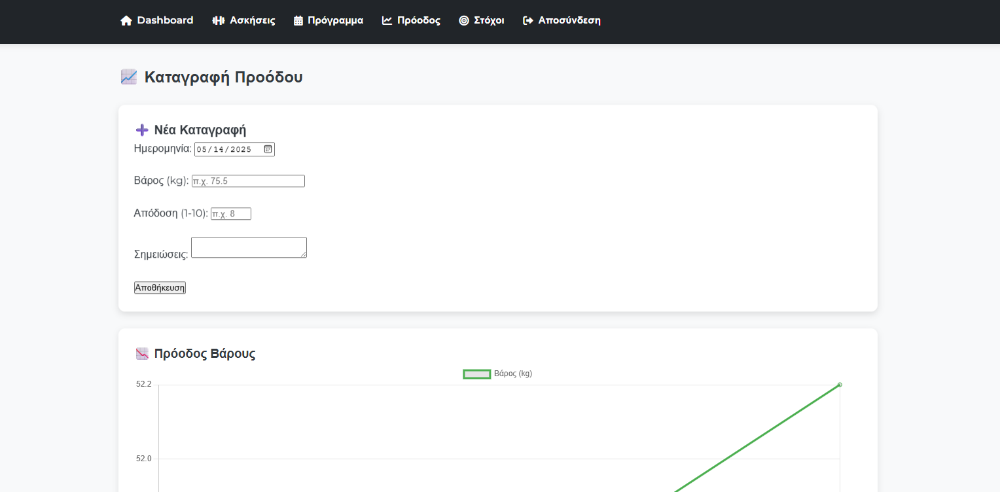 Dashboard Ασκήσεις Πρόγραμμα Πρόοδος Στόχοι Αποσύνδεση
Καταγραφή Προόδου
Νέα Καταγραφή
Ημερομηνία: 05/14/2025
Βάρος (kg): π.χ. 75.5
Απόδοση (1-10): π.χ. 8
Σημειώσεις:
Αποθήκευση
Πρόοδος Βάρους
Βάρος (kg)
52.2
52.0